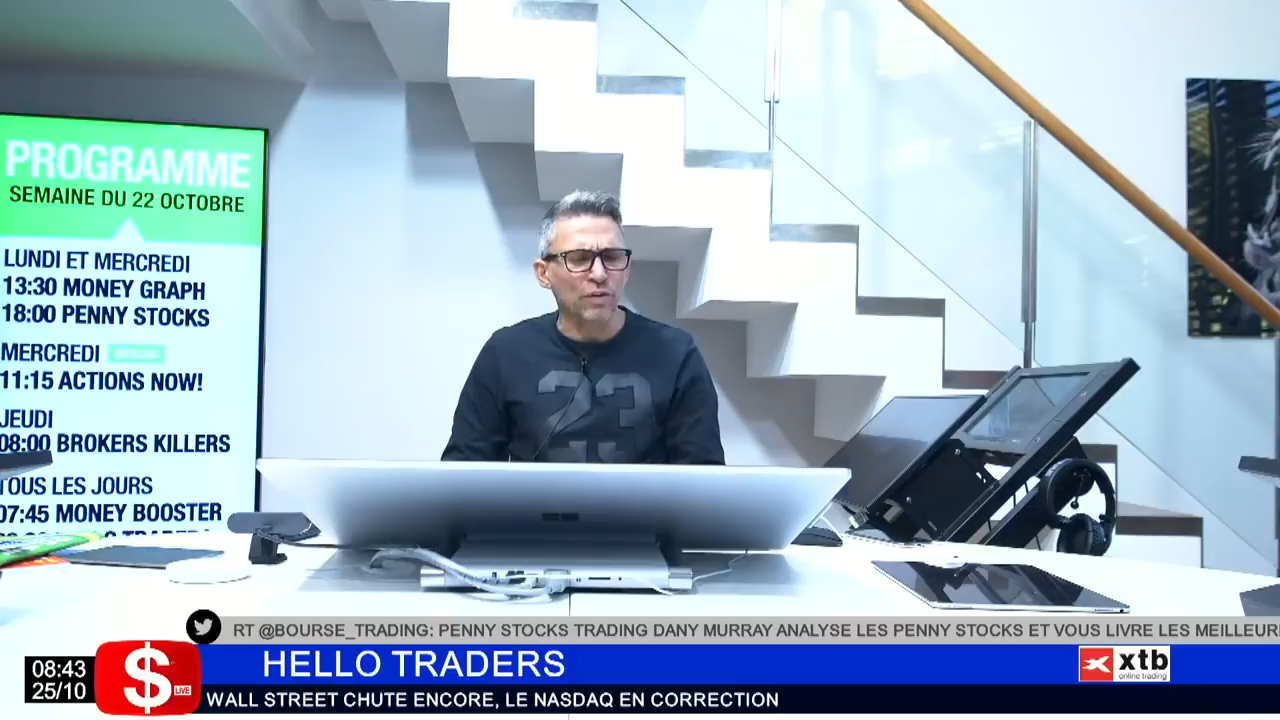 PROGRAMME
SEMAINE DU 22 OCTOBRE
LUNDI ET MERCREDI
13:30 MONEY GRAPH
18:00 PENNY STOCKS
MERCREDI
11:15 ACTIONS NOW!
JEUDI
08:00 BROKERS KILLERS
TOUS LES JOURS
07:45 MONEY BOOSTER
23
RT @BOURSE_TRADING: PENNY STOCKS TRADING DANY MURRAY ANALYSE LES PENNY STOCKS ET VOUS LIVRE LES MEILLEUR
08:43
25/10
$
LIVE
HELLO TRADERS
xtb
online trading
WALL STREET CHUTE ENCORE, LE NASDAQ EN CORRECTION